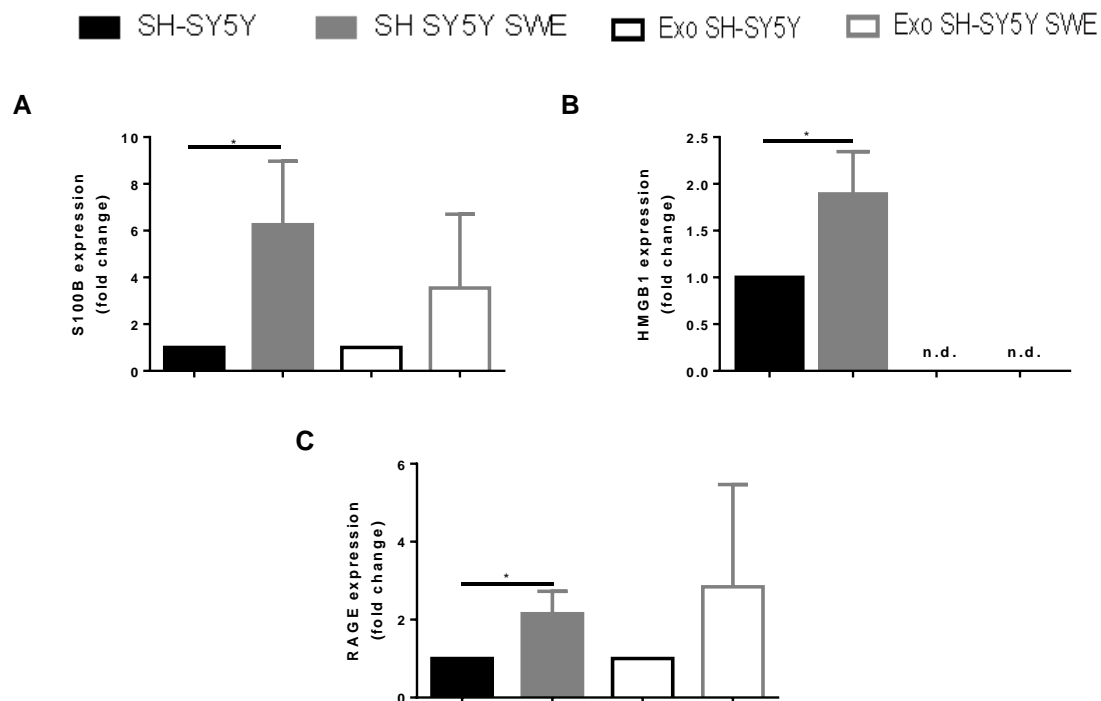 SH-SY5Y SH SY5Y SWE Exo SH-SY5Y Exo SH-SY5Y SWE
A
S100B expression
(fold change)
10
8
6
4
2
0
*
B
HMGB1 expression
(fold change)
2.5
2.0
1.5
1.0
0.5
0.0
*
n.d. n.d.
C
RAGE expression
(fold change)
6
4
2
0
*